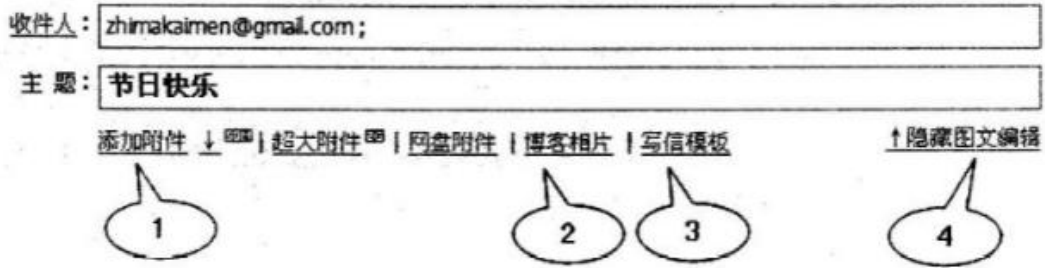 收件人: zhimakaimen@gmail.com;
主 题: 节日快乐
添加附件 ↓ | 超大附件 | 网盘附件 | 博客相片 | 写信模板 ↑隐藏图文编辑
1 2 3 4